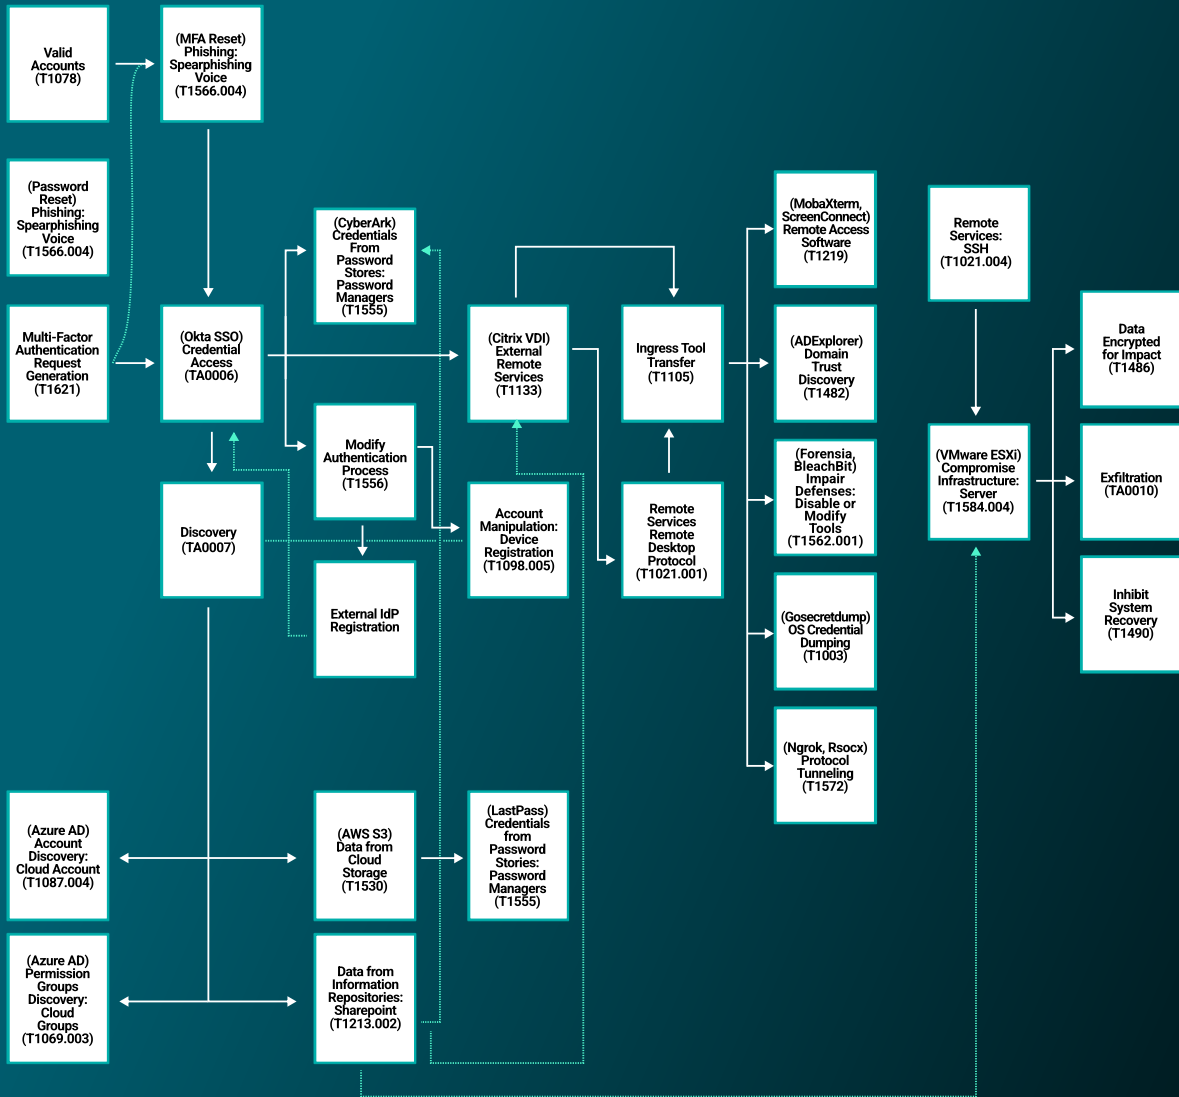 Valid
Accounts
(T1078)
(MFA Reset)
Phishing:
Spearphishing
Voice
(T1566.004)
(Password
Reset)
Phishing:
Spearphishing
Voice
(T1566.004)
Multi-Factor
Authentication
Request
Generation
(T1621)
(Okta SSO)
Credential
Access
(TA0006)
(CyberArk)
Credentials
From
Password
Stores:
Password
Managers
(T1555)
Modify
Authentication
Process
(T1556)
External IdP
Registration
Discovery
(TA0007)
(Citrix VDI)
External
Remote
Services
(T1133)
Account
Manipulation:
Device
Registration
(T1098.005)
Ingress Tool
Transfer
(T1105)
Remote
Services
Remote
Desktop
Protocol
(T1021.001)
(MobaXterm,
ScreenConnect)
Remote Access
Software
(T1219)
(ADExplorer)
Domain
Trust
Discovery
(T1482)
(Forensia,
BleachBit)
Impair
Defenses:
Disable or
Modify
Tools
(T1562.001)
(Gosecretdump)
OS Credential
Dumping
(T1003)
(Ngrok, Rsocx)
Protocol
Tunneling
(T1572)
Remote
Services:
SSH
(T1021.004)
(VMware ESXi)
Compromise
Infrastructure:
Server
(T1584.004)
Data
Encrypted
for Impact
(T1486)
Exfiltration
(TA0010)
Inhibit
System
Recovery
(T1490)
(Azure AD)
Account
Discovery:
Cloud Account
(T1087.004)
(AWS S3)
Data from
Cloud
Storage
(T1530)
(LastPass)
Credentials
from
Password
Stories:
Password
Managers
(T1555)
(Azure AD)
Permission
Groups
Discovery:
Cloud
Groups
(T1069.003)
Data from
Information
Repositories:
Sharepoint
(T1213.002)